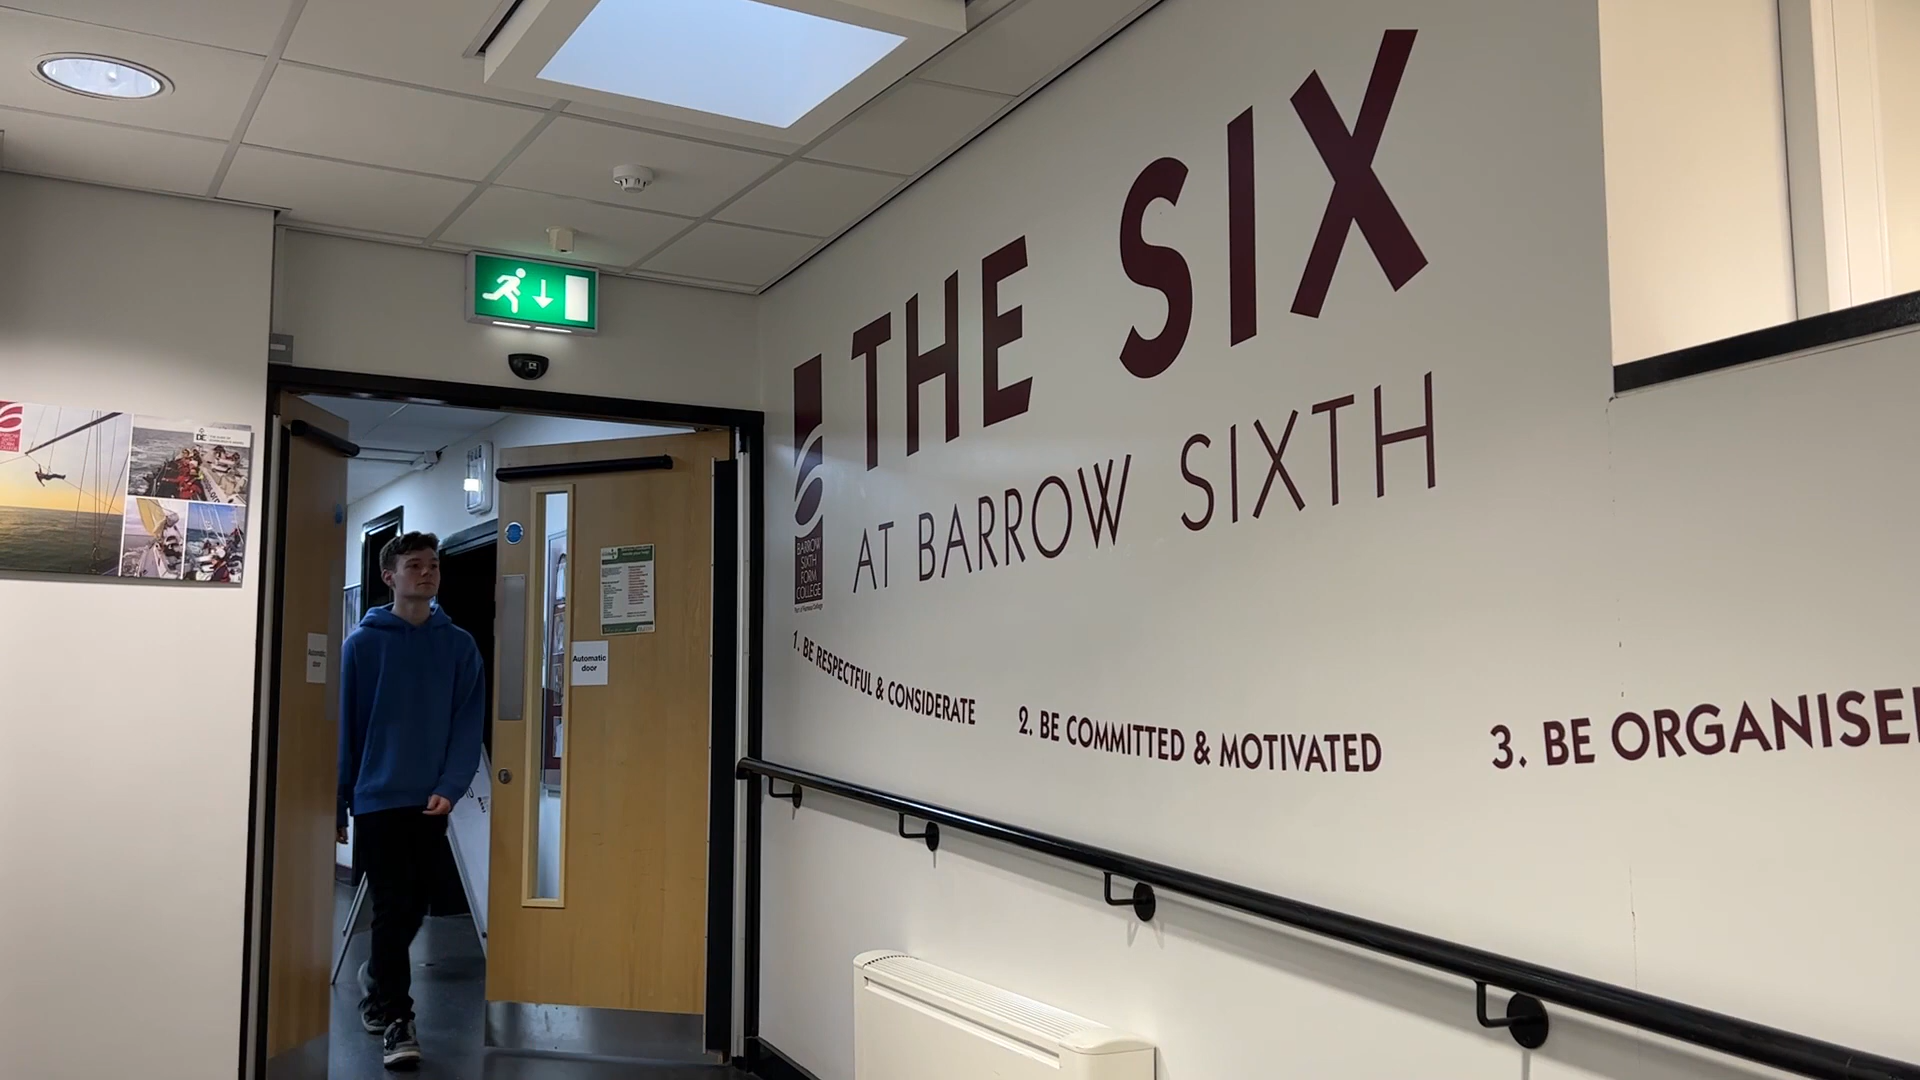 THE SIX
AT BARROW SIXTH
BARROW
SIXTH
FORM
COLLEGE
1. BE RESPECTFUL & CONSIDERATE
2. BE COMMITTED & MOTIVATED
3. BE ORGANISE
Automatic
door
Automatic
door